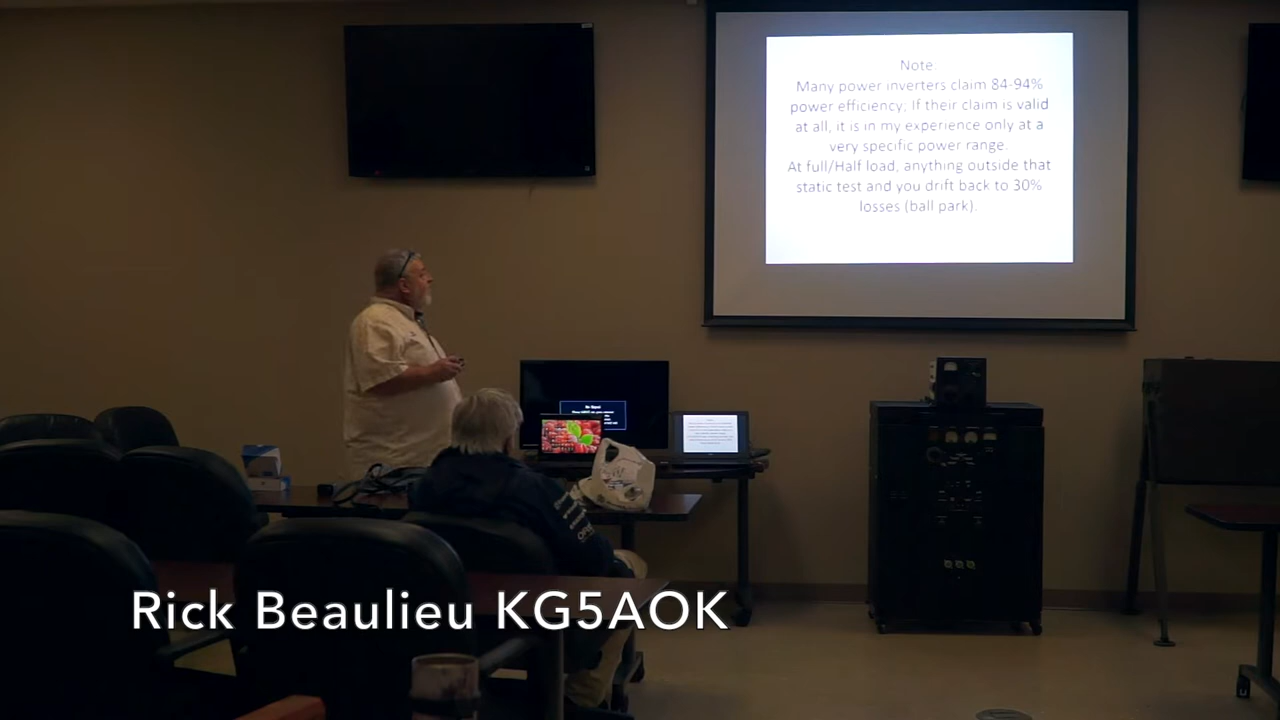 Note:
Many power inverters claim 84-94%
power efficiency; If their claim is valid
at all, it is in my experience only at a
very specific power range.
At full/Half load, anything outside that
static test and you drift back to 30%
losses (ball park).
No Signal
Rick Beaulieu KG5AOK